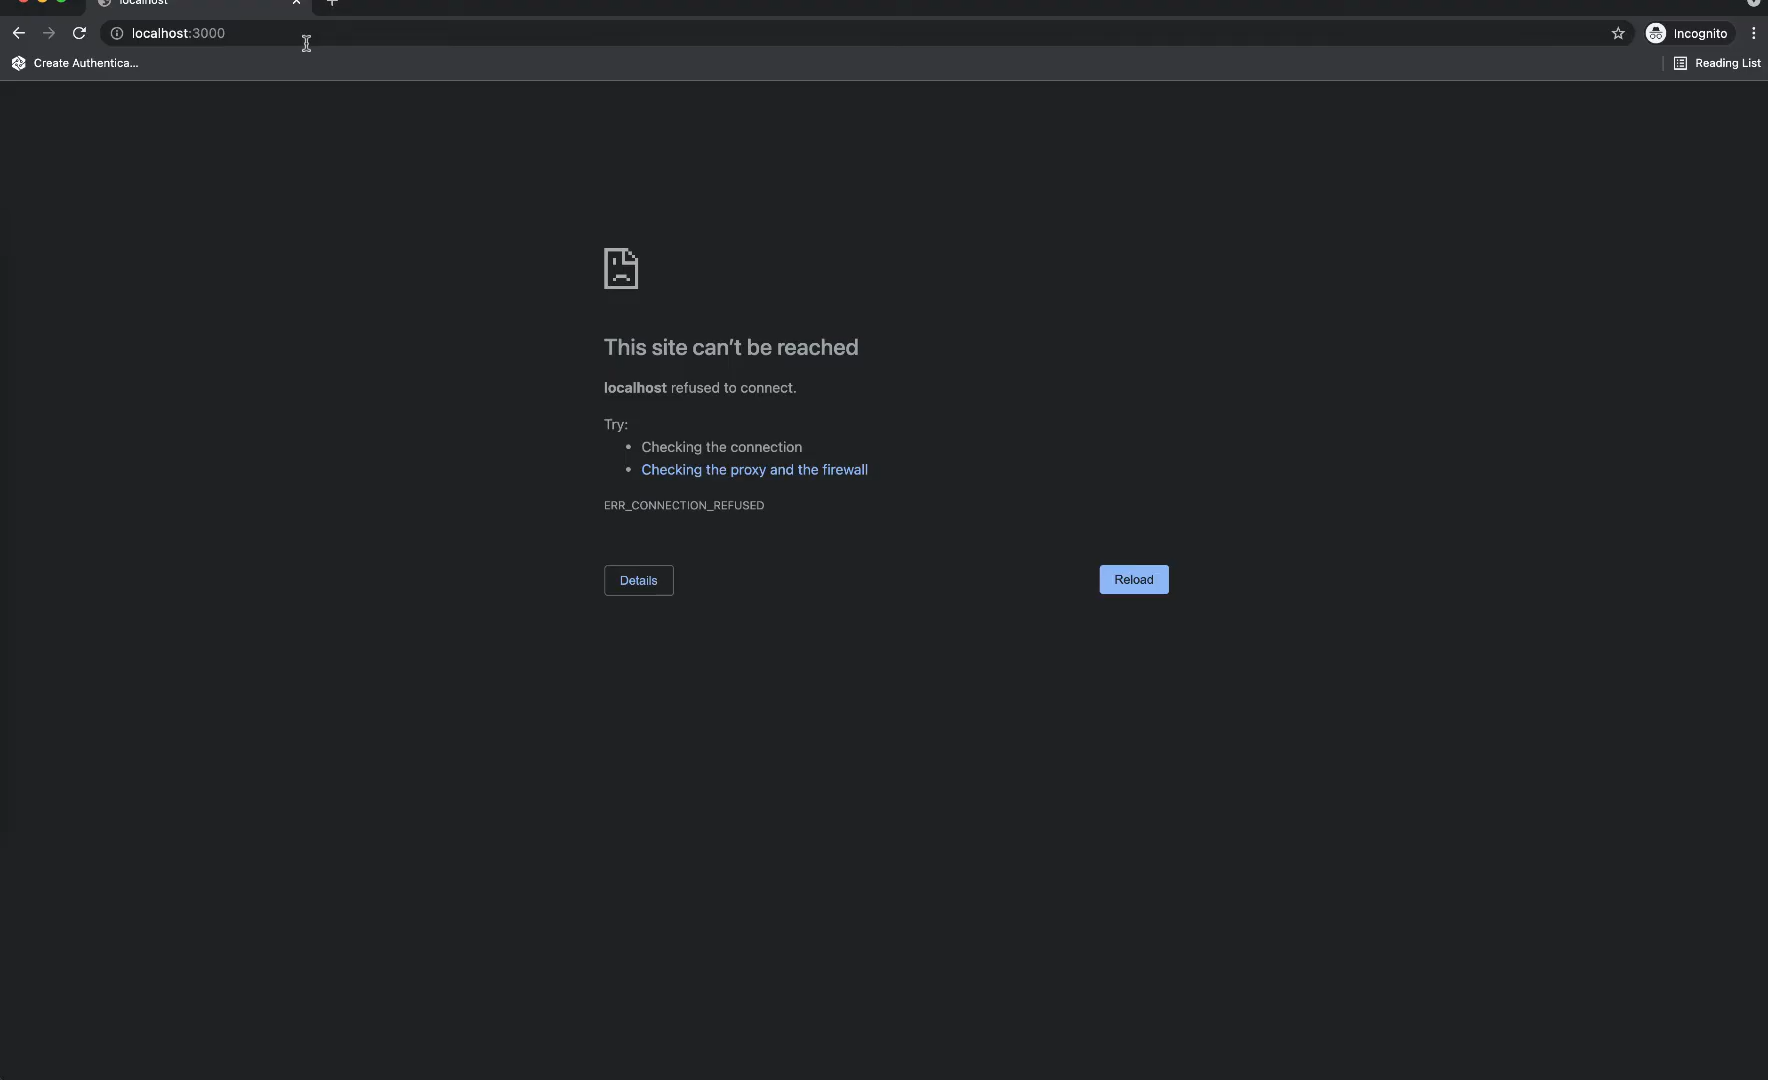 localhost
localhost:3000
Incognito
Create Authentica...
Reading List
This site can't be reached
localhost refused to connect.
Try:
• Checking the connection
• Checking the proxy and the firewall
ERR_CONNECTION_REFUSED
Details
Reload